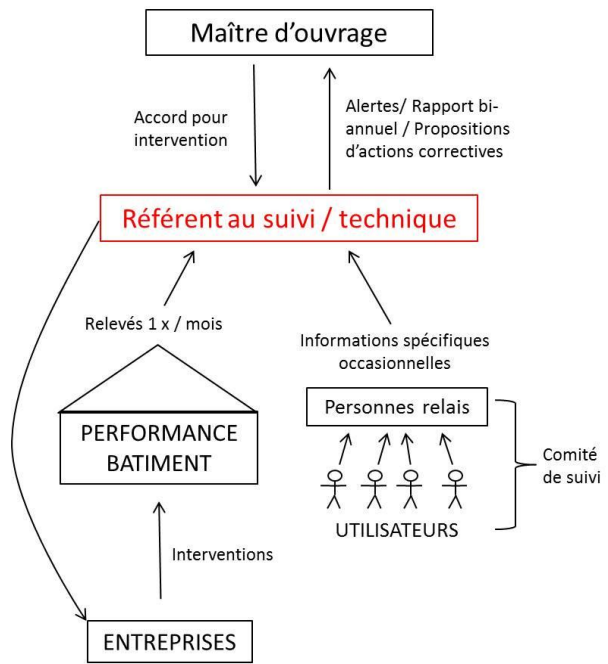 Maître d'ouvrage
Accord pour
intervention
Alertes/ Rapport bi-
annuel / Propositions
d'actions correctives
Référent au suivi / technique
Relevés 1 x / mois
Informations spécifiques
occasionnelles
PERFORMANCE
BATIMENT
Personnes relais
Comité
de suivi
UTILISATEURS
Interventions
ENTREPRISES